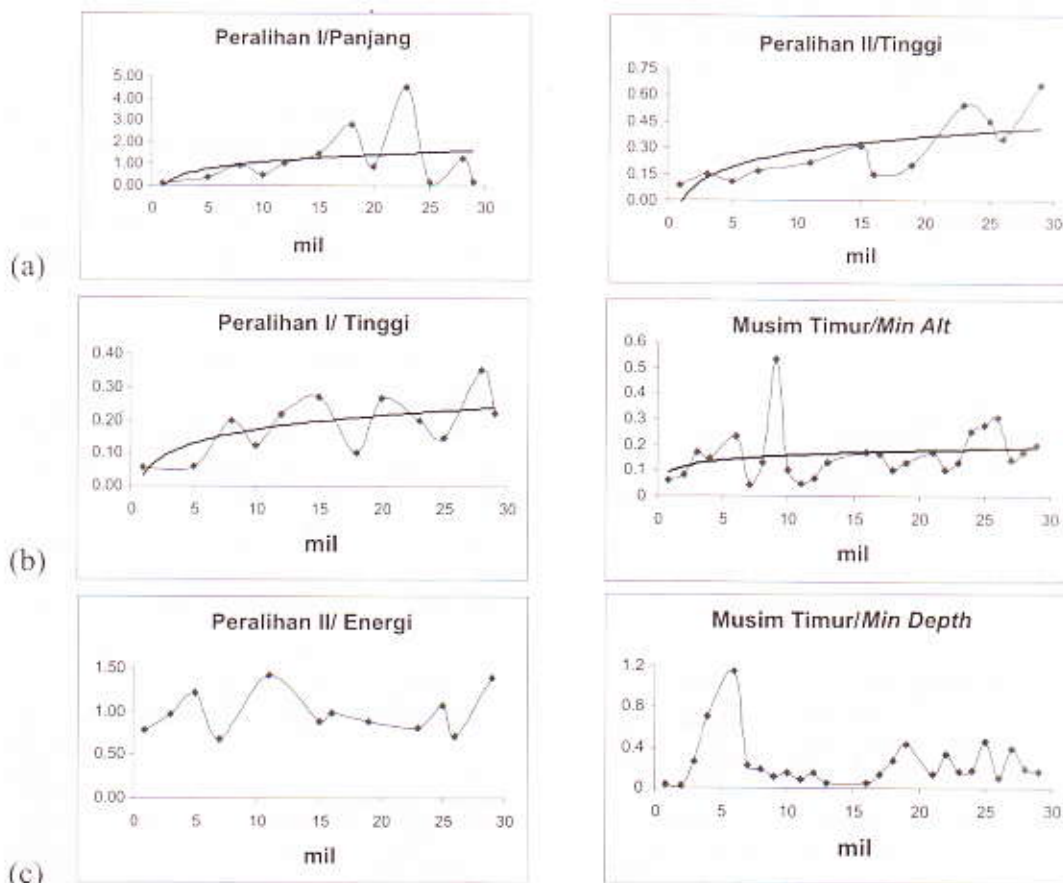 Peralihan I/Panjang
5.00
4.00
3.00
2.00
1.00
0.00
0 5 10 15 20 25 30
mil
Peralihan II/Tinggi
0.75
0.60
0.45
0.30
0.15
0.00
0 5 10 15 20 25 30
mil
(a)
Peralihan I/ Tinggi
0.40
0.30
0.20
0.10
0.00
0 5 10 15 20 25 30
mil
Musim Timur/Min Alt
0.6
0.5
0.4
0.3
0.2
0.1
0
0 5 10 15 20 25 30
mil
(b)
Peralihan II/ Energi
1.50
1.00
0.50
0.00
0 5 10 15 20 25 30
mil
Musim Timur/Min Depth
1.2
0.8
0.4
0
0 5 10 15 20 25 30
mil
(c)